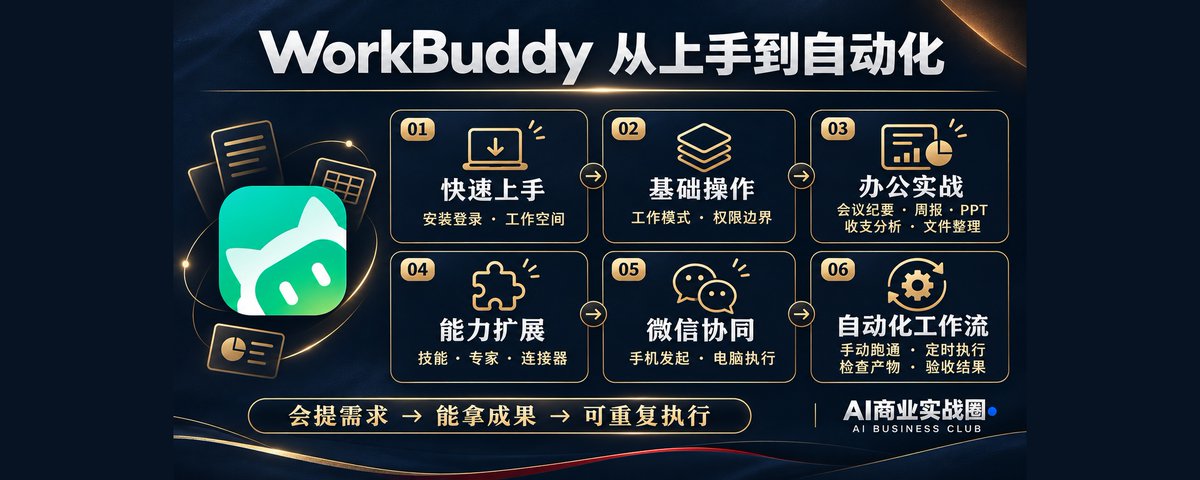 WorkBuddy 从上手到自动化
01
快速上手
安装登录 · 工作空间
02
基础操作
工作模式 · 权限边界
03
办公实战
会议纪要 · 周报 · PPT
收支分析 · 文件整理
04
能力扩展
技能 · 专家 · 连接器
05
微信协同
手机发起 · 电脑执行
06
自动化工作流
手动跑通 · 定时执行
检查产物 · 验收结果
会提需求 → 能拿成果 → 可重复执行
AI商业实战圈
AI BUSINESS CLUB